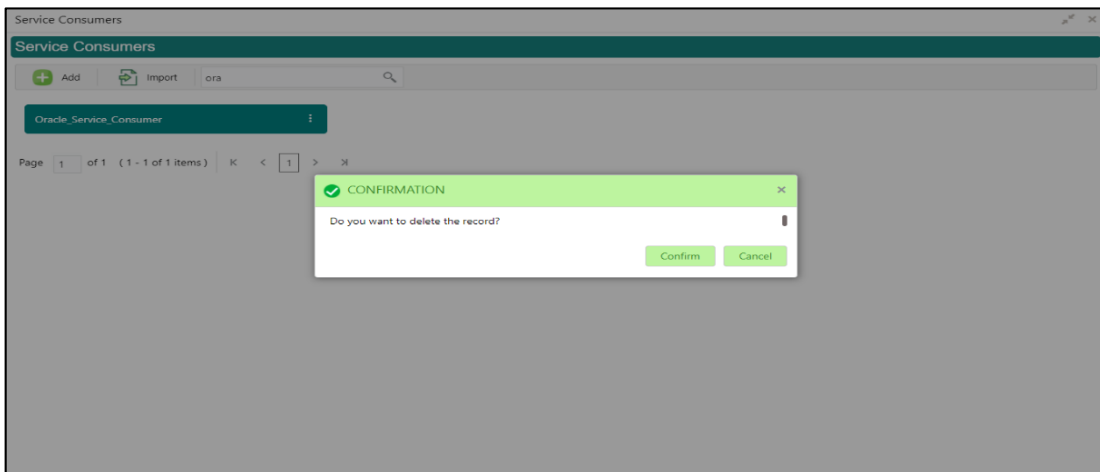 Service Consumers
Service Consumers
Add Import ora
Oracle_Service_Consumer
Page 1 of 1 ( 1 - 1 of 1 items ) K < 1 > >|
CONFIRMATION
Do you want to delete the record?
Confirm Cancel